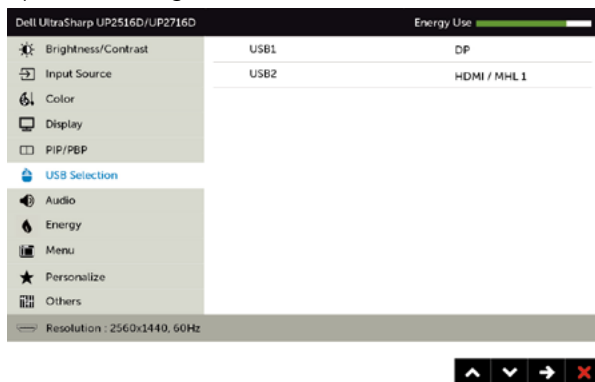 Dell UltraSharp UP2516D/UP2716D Energy Use
Brightness/Contrast USB1 DP
Input Source USB2 HDMI / MHL 1
Color
Display
PIP/PBP
USB Selection
Audio
Energy
Menu
Personalize
Others
Resolution : 2560x1440, 60Hz